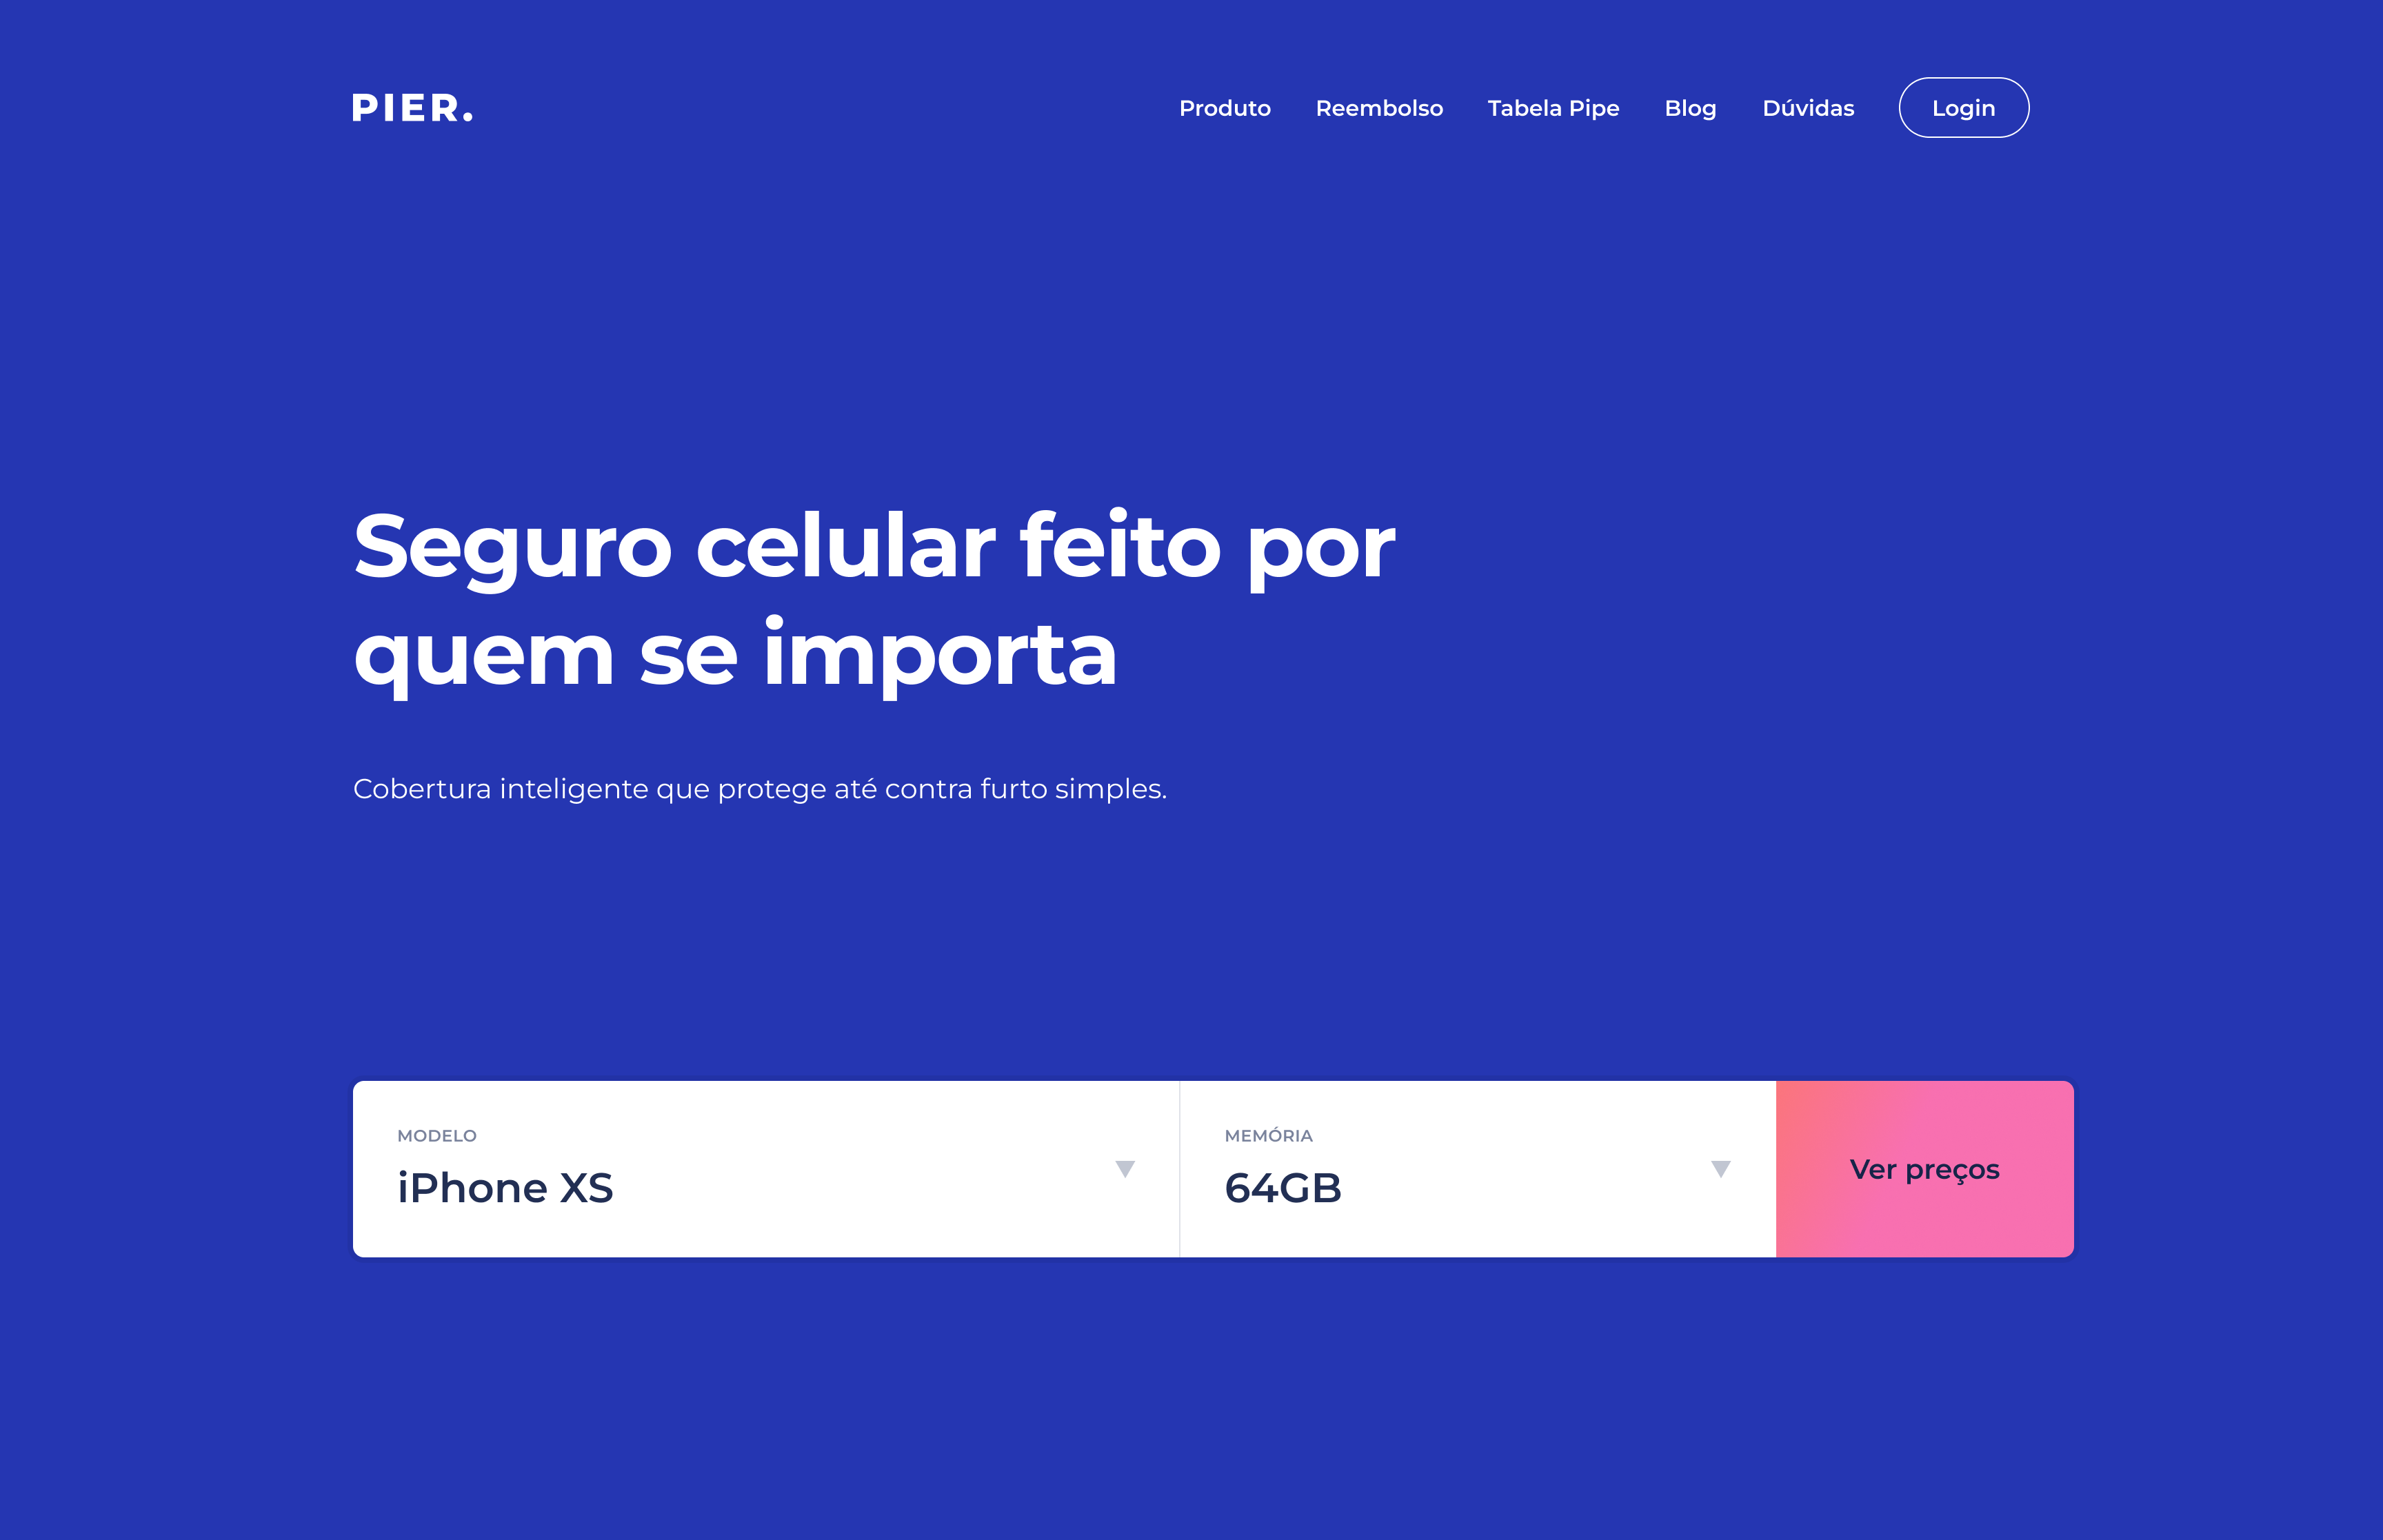 PIER.
Produto Reembolso Tabela Pipe Blog Dúvidas Login
Seguro celular feito por
quem se importa
Cobertura inteligente que protege até contra furto simples.
MODELO
iPhone XS
MEMÓRIA
64GB
Ver preços